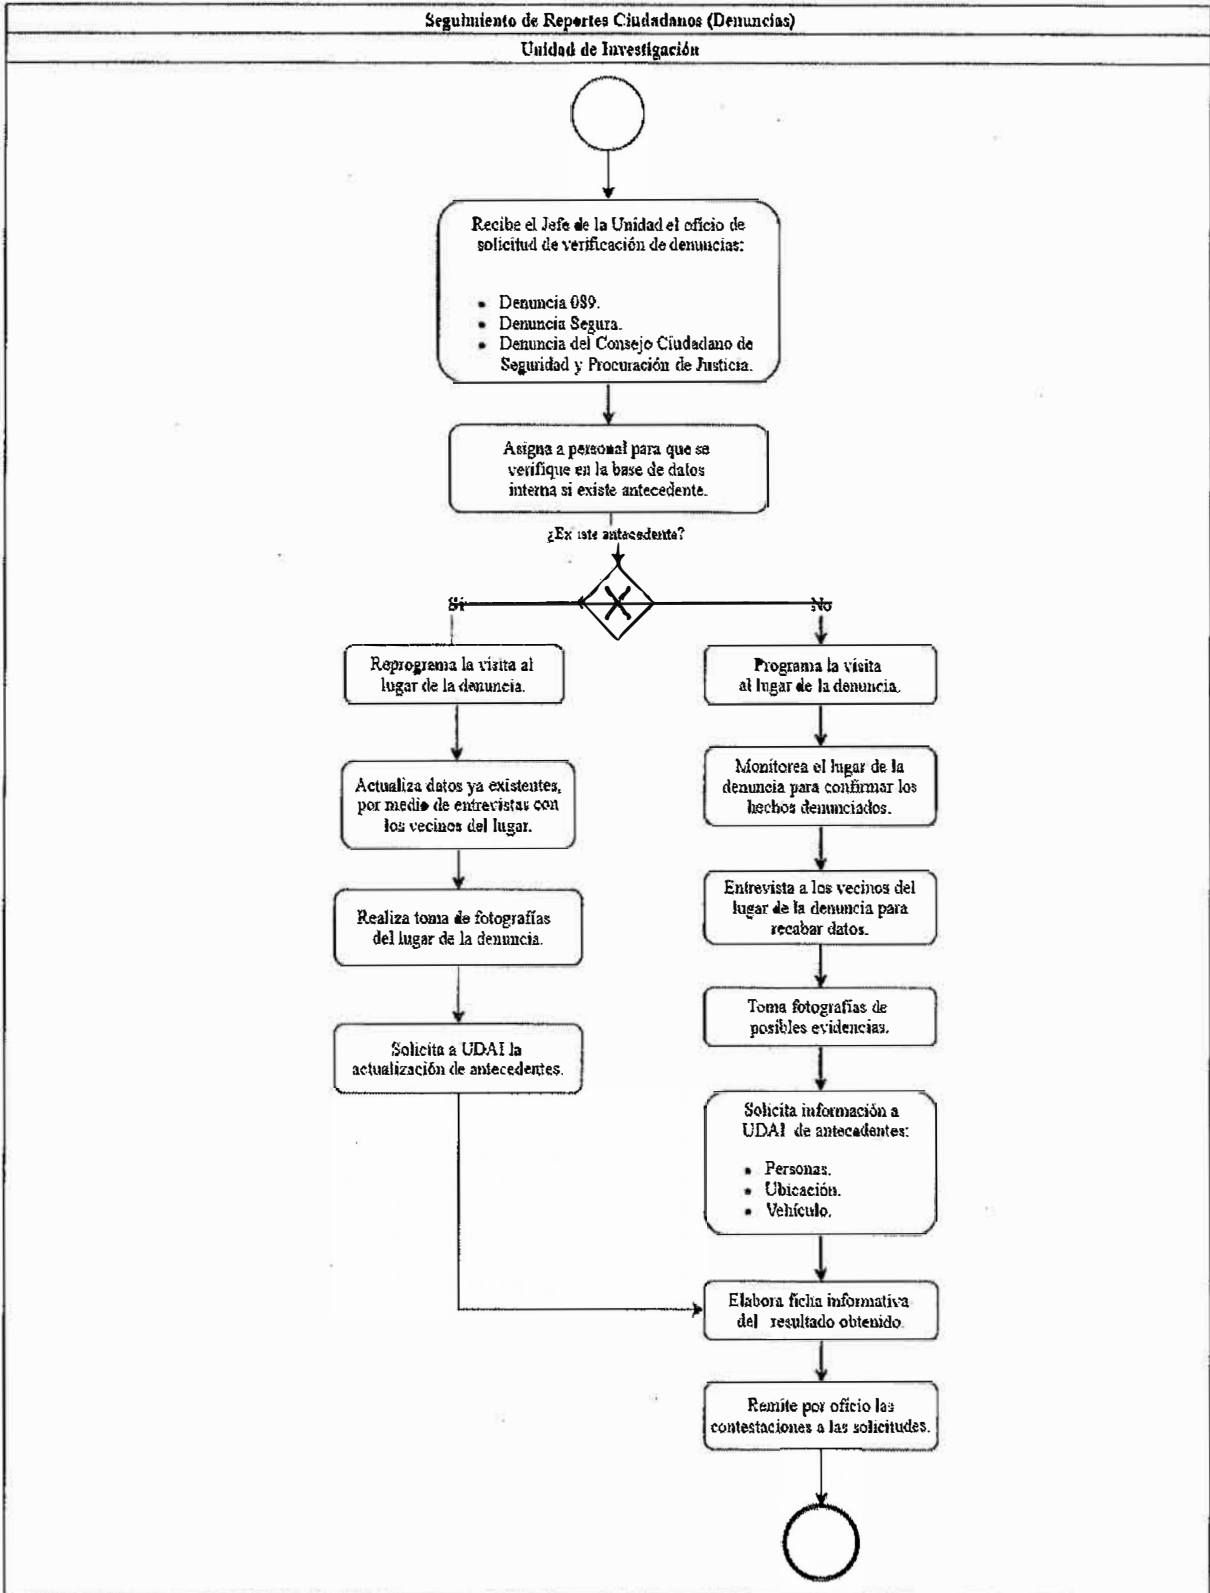 Seguimiento de Reportes Ciudadanos (Denuncias)
Unidad de Investigación
Recibe el Jefe de la Unidad el oficio de
solicitud de verificación de denuncias:
• Denuncia 089.
• Denuncia Segura.
• Denuncia del Consejo Ciudadano de
Seguridad y Procuración de Justicia.
Asigna a personal para que se
verifique en la base de datos
interna si existe antecedente.
¿Existe antecedente?
Si
No
Reprograma la visita al
lugar de la denuncia.
Actualiza datos ya existentes,
por medio de entrevistas con
los vecinos del lugar.
Realiza toma de fotografías
del lugar de la denuncia.
Solicita a UDAI la
actualización de antecedentes.
Programa la visita
al lugar de la denuncia.
Monitorea el lugar de la
denuncia para confirmar los
hechos denunciados.
Entrevista a los vecinos del
lugar de la denuncia para
recabar datos.
Toma fotografías de
posibles evidencias.
Solicita información a
UDAI de antecedentes:
• Personas.
• Ubicación.
• Vehículo.
Elabora ficha informativa
del resultado obtenido.
Remite por oficio las
contestaciones a las solicitudes.